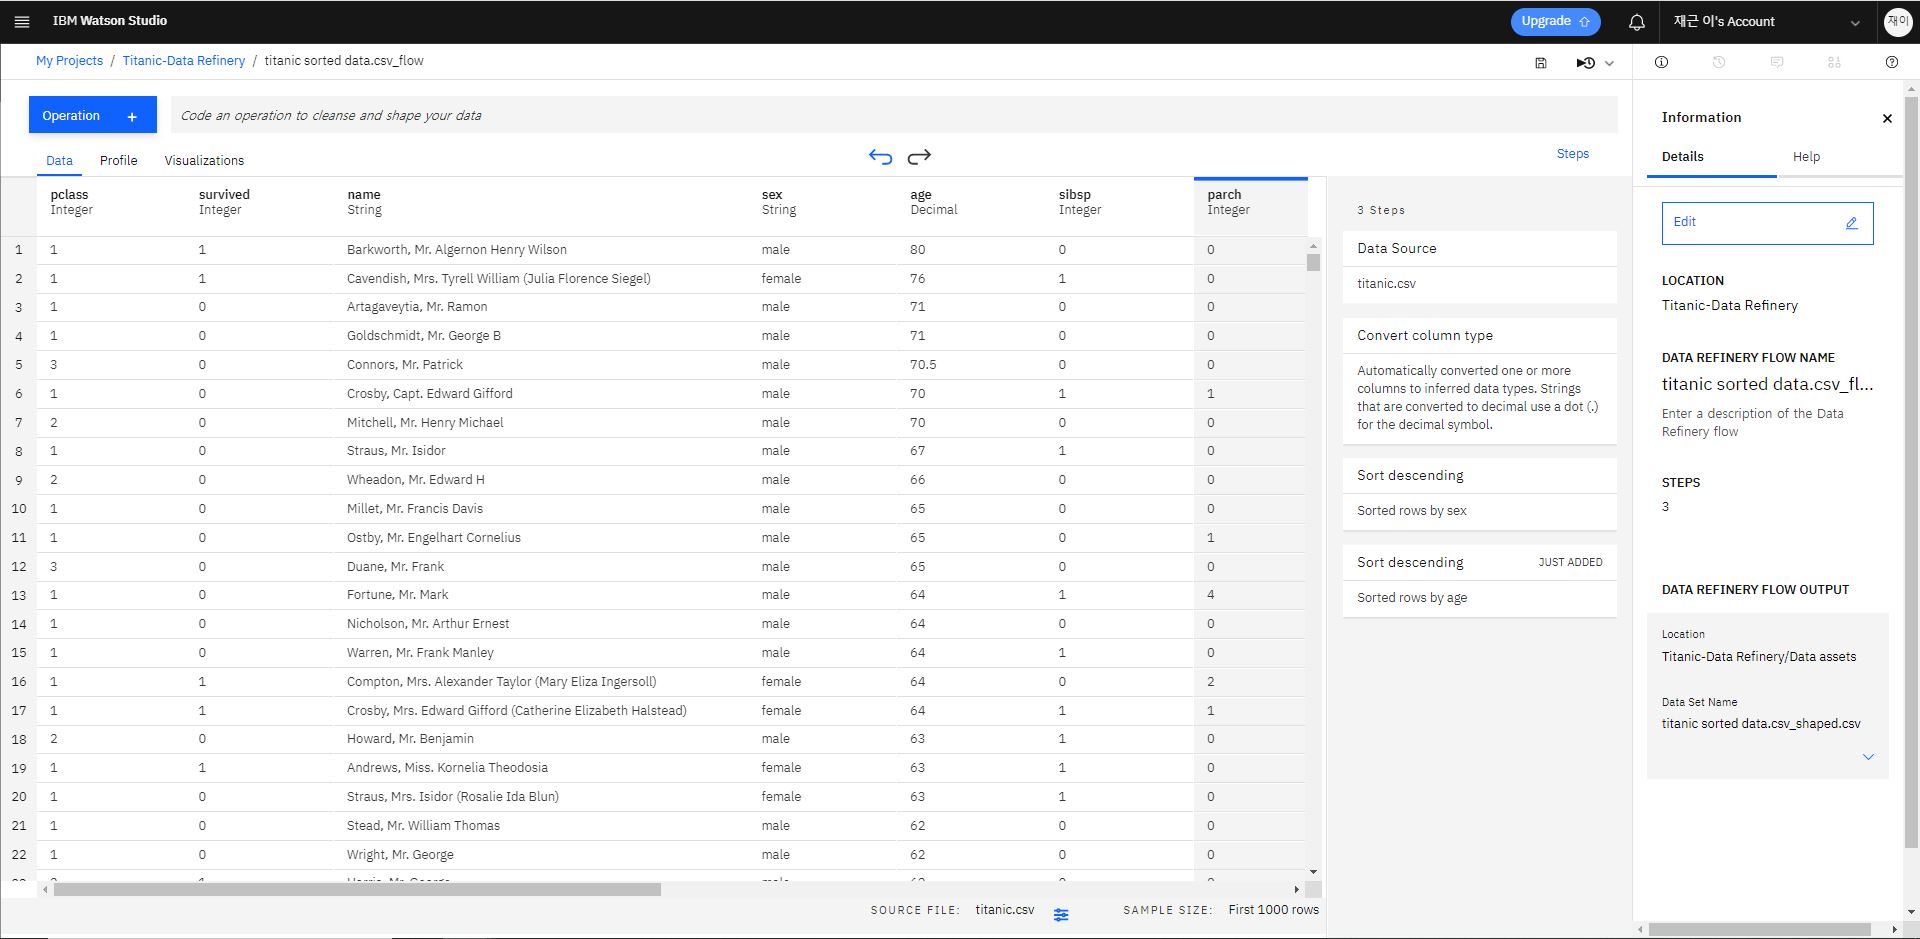 IBM Watson Studio
Upgrade
재근 이's Account
재이
My Projects / Titanic-Data Refinery / titanic sorted data.csv_flow
Operation +
Code an operation to cleanse and shape your data
Data Profile Visualizations
Steps
pclass survived name sex age sibsp parch
Integer Integer String String Decimal Integer Integer
1 1 1 Barkworth, Mr. Algernon Henry Wilson male 80 0 0
2 1 1 Cavendish, Mrs. Tyrell William (Julia Florence Siegel) female 76 1 0
3 1 0 Artagaveytia, Mr. Ramon male 71 0 0
4 1 0 Goldschmidt, Mr. George B male 71 0 0
5 3 0 Connors, Mr. Patrick male 70.5 0 0
6 1 0 Crosby, Capt. Edward Gifford male 70 1 1
7 2 0 Mitchell, Mr. Henry Michael male 70 0 0
8 1 0 Straus, Mr. Isidor male 67 1 0
9 2 0 Wheadon, Mr. Edward H male 66 0 0
10 1 0 Millet, Mr. Francis Davis male 65 0 0
11 1 0 Ostby, Mr. Engelhart Cornelius male 65 0 1
12 3 0 Duane, Mr. Frank male 65 0 0
13 1 0 Fortune, Mr. Mark male 64 1 4
14 1 0 Nicholson, Mr. Arthur Ernest male 64 0 0
15 1 0 Warren, Mr. Frank Manley male 64 1 0
16 1 1 Compton, Mrs. Alexander Taylor (Mary Eliza Ingersoll) female 64 0 2
17 1 1 Crosby, Mrs. Edward Gifford (Catherine Elizabeth Halstead) female 64 1 1
18 2 0 Howard, Mr. Benjamin male 63 1 0
19 1 1 Andrews, Miss. Kornelia Theodosia female 63 1 0
20 1 0 Straus, Mrs. Isidor (Rosalie Ida Blun) female 63 1 0
21 1 0 Stead, Mr. William Thomas male 62 0 0
22 1 0 Wright, Mr. George male 62 0 0
SOURCE FILE: titanic.csv
SAMPLE SIZE: First 1000 rows
3 Steps
Data Source
titanic.csv
Convert column type
Automatically converted one or more
columns to inferred data types. Strings
that are converted to decimal use a dot (.)
for the decimal symbol.
Sort descending
Sorted rows by sex
Sort descending JUST ADDED
Sorted rows by age
Information
Details Help
Edit
LOCATION
Titanic-Data Refinery
DATA REFINERY FLOW NAME
titanic sorted data.csv_fl...
Enter a description of the Data
Refinery flow
STEPS
3
DATA REFINERY FLOW OUTPUT
Location
Titanic-Data Refinery/Data assets
Data Set Name
titanic sorted data.csv_shaped.csv